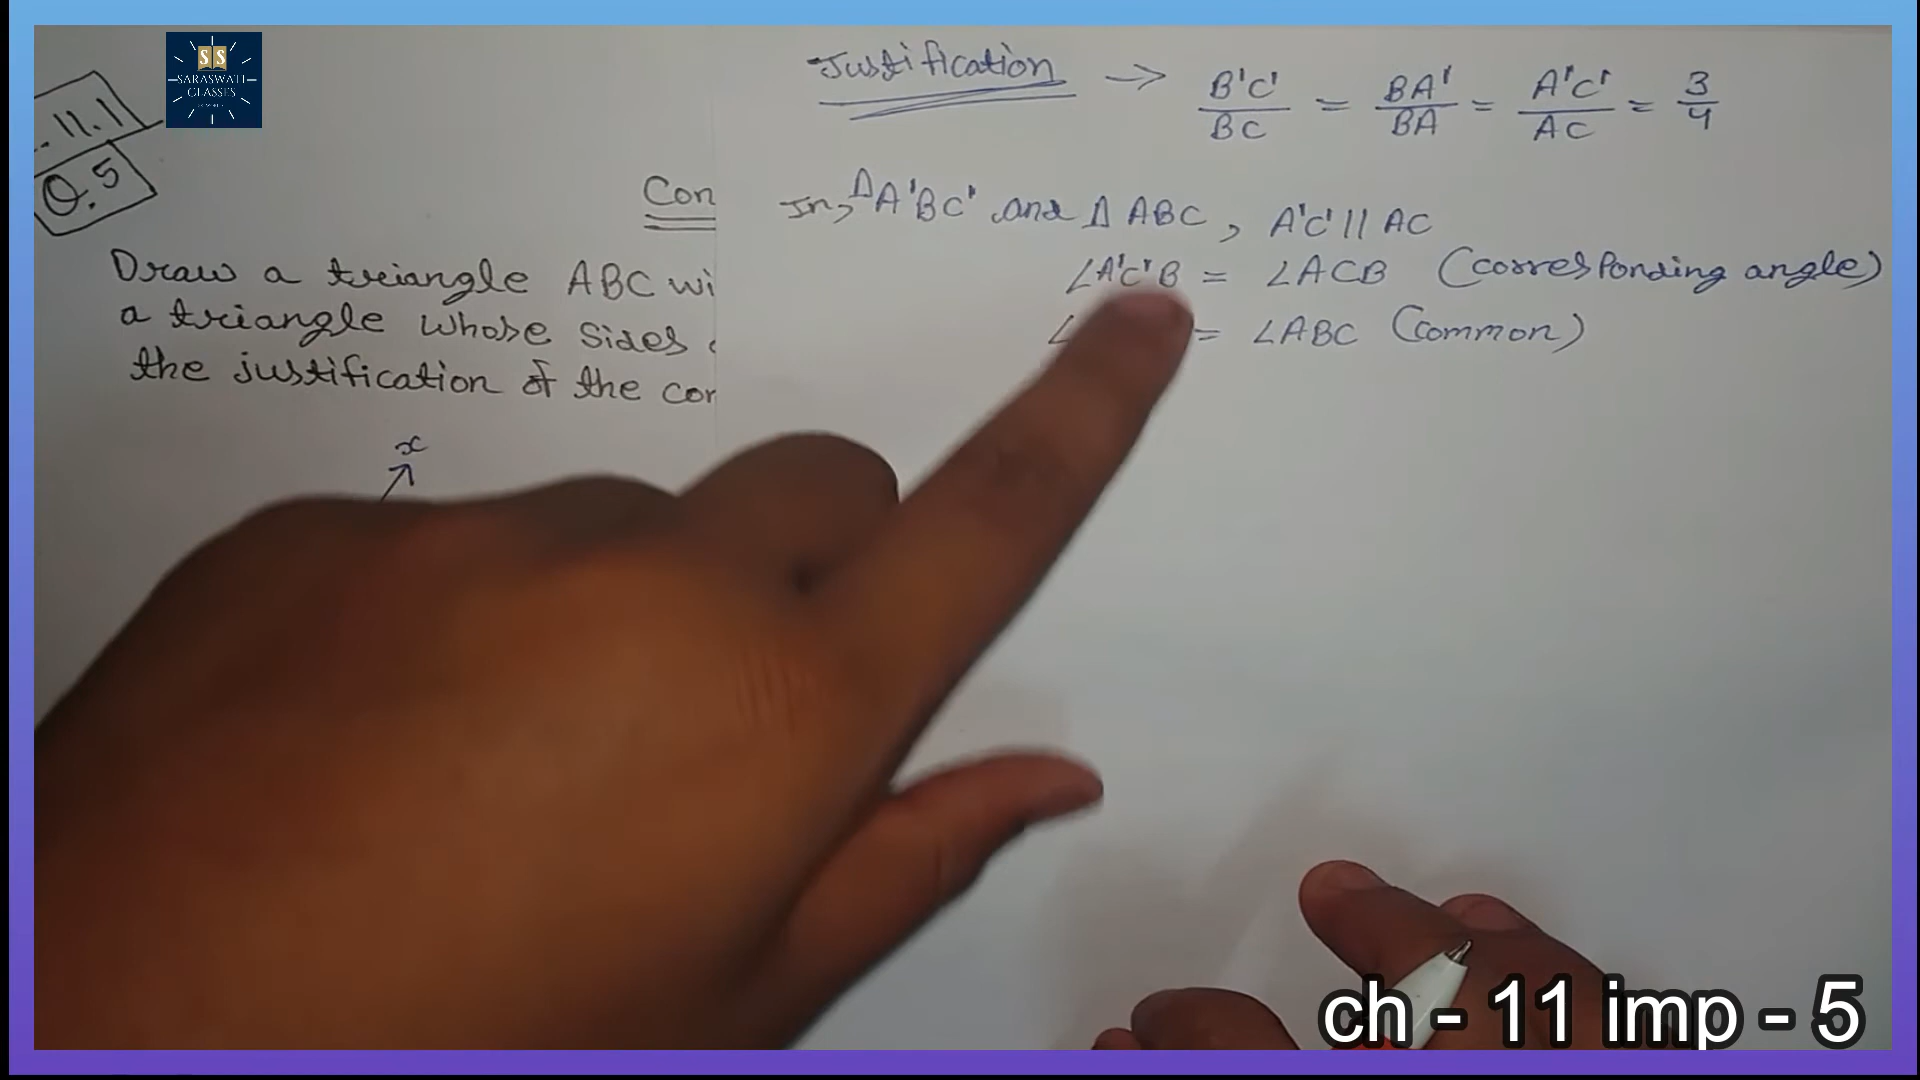 SS
SARASWATI
CLASSES
. 11.1
Q.5
Con
Draw a triangle ABC wi
a triangle whose sides
the justification of the con
x
Justification → B'C'/BC = BA'/BA = A'C'/AC = 3/4
In, ΔA'BC' and Δ ABC, A'C' // AC
∠A'C'B = ∠ACB (corresponding angle)
∠ = ∠ABC (common)
ch - 11 imp - 5